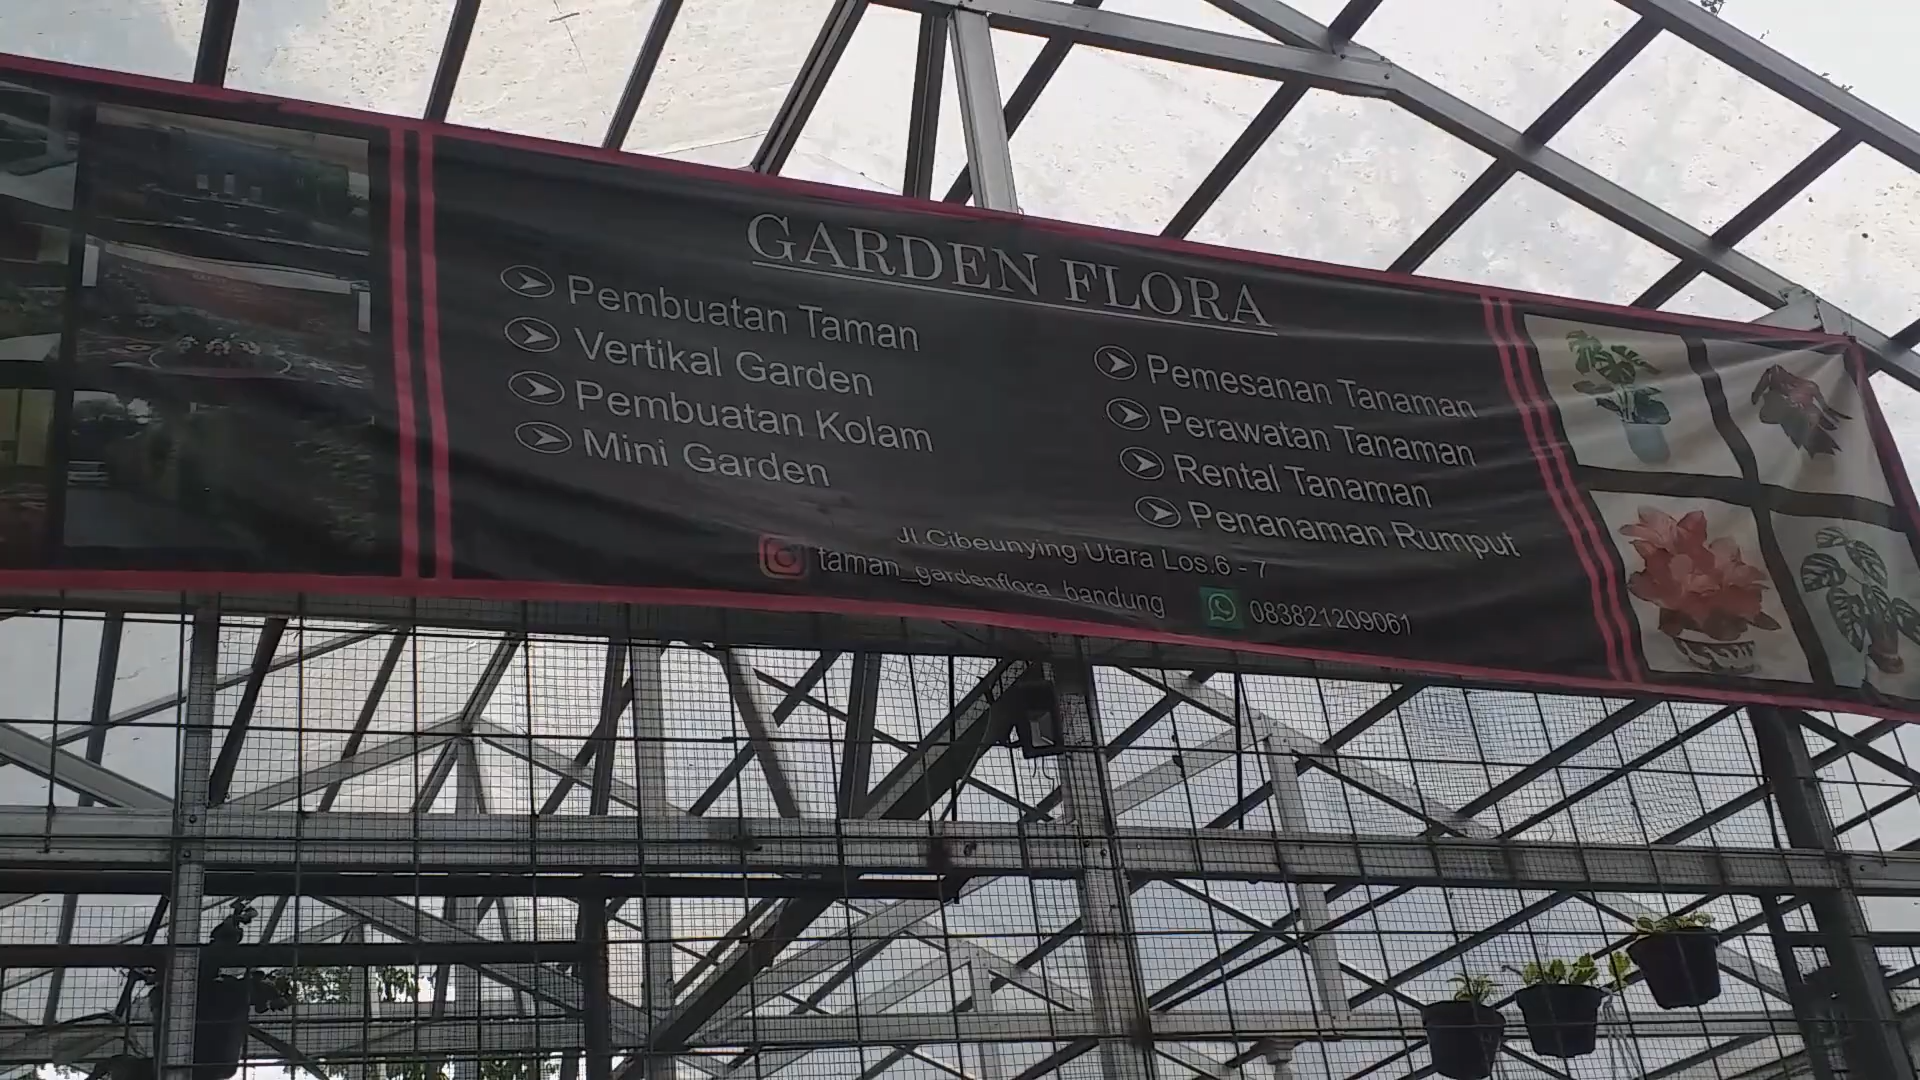 GARDEN FLORA
Pembuatan Taman
Vertikal Garden
Pembuatan Kolam
Mini Garden
Pemesanan Tanaman
Perawatan Tanaman
Rental Tanaman
Penanaman Rumput
Jl.Cibeunying Utara Los.6 - 7
taman_gardenflora_bandung 083821209061